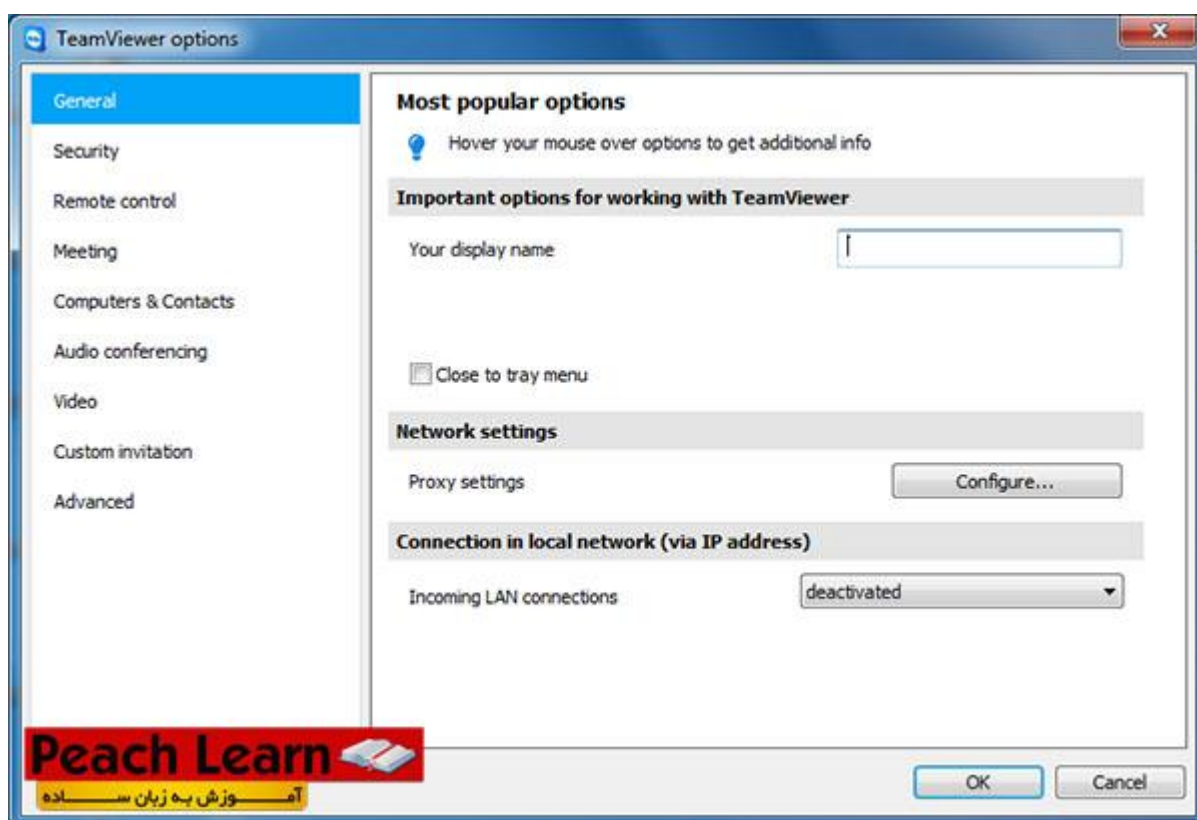 TeamViewer options
General
Security
Remote control
Meeting
Computers & Contacts
Audio conferencing
Video
Custom invitation
Advanced
Most popular options
Hover your mouse over options to get additional info
Important options for working with TeamViewer
Your display name
Close to tray menu
Network settings
Proxy settings
Configure...
Connection in local network (via IP address)
Incoming LAN connections
deactivated
Peach Learn
آمـــــوزش به زبان ســــــاده
OK
Cancel